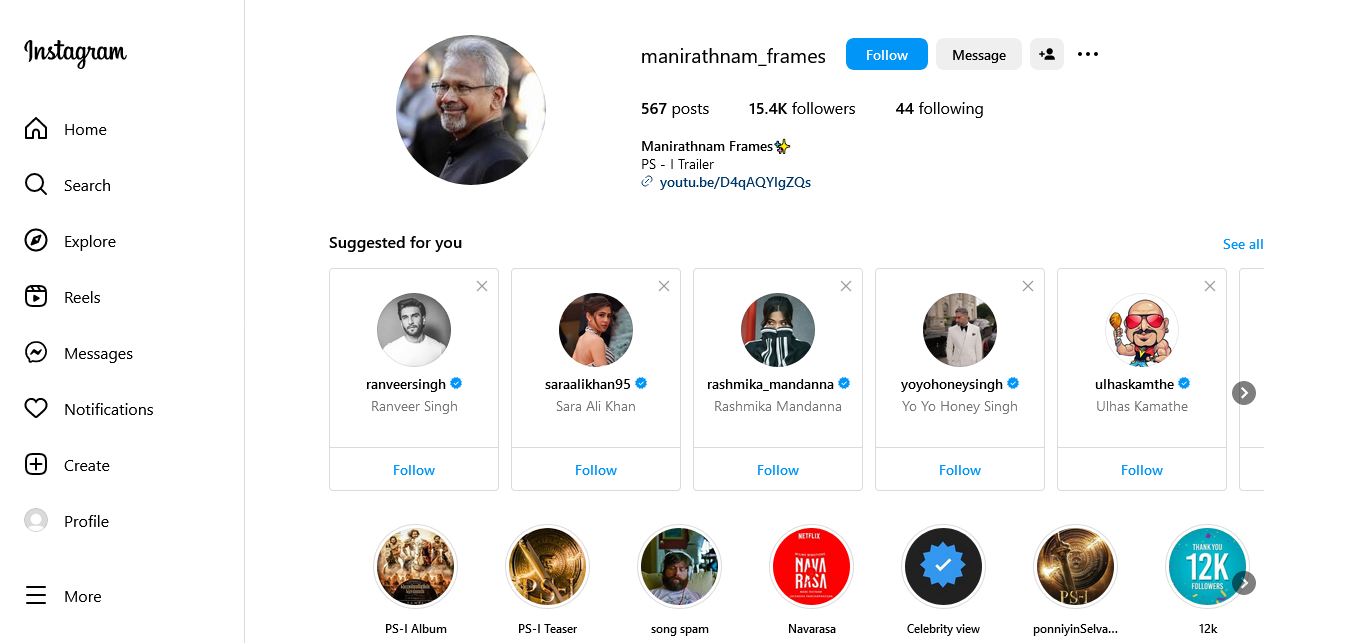 Instagram
Home
Search
Explore
Reels
Messages
Notifications
Create
Profile
More
manirathnam_frames Follow Message
567 posts 15.4K followers 44 following
Manirathnam Frames✨
PS - I Trailer
youtu.be/D4qAQYlgZQs
Suggested for you See all
ranveersingh saraalikhan95 rashmika_mandanna yoyohoneysingh ulhaskamthe
Ranveer Singh Sara Ali Khan Rashmika Mandanna Yo Yo Honey Singh Ulhas Kamathe
Follow Follow Follow Follow Follow
NETFLIX
NAVA
RASA
PS-I
PS-I
THANK YOU
12K
FOLLOWERS
PS-I Album PS-I Teaser song spam Navarasa Celebrity view ponniyinSelva... 12k